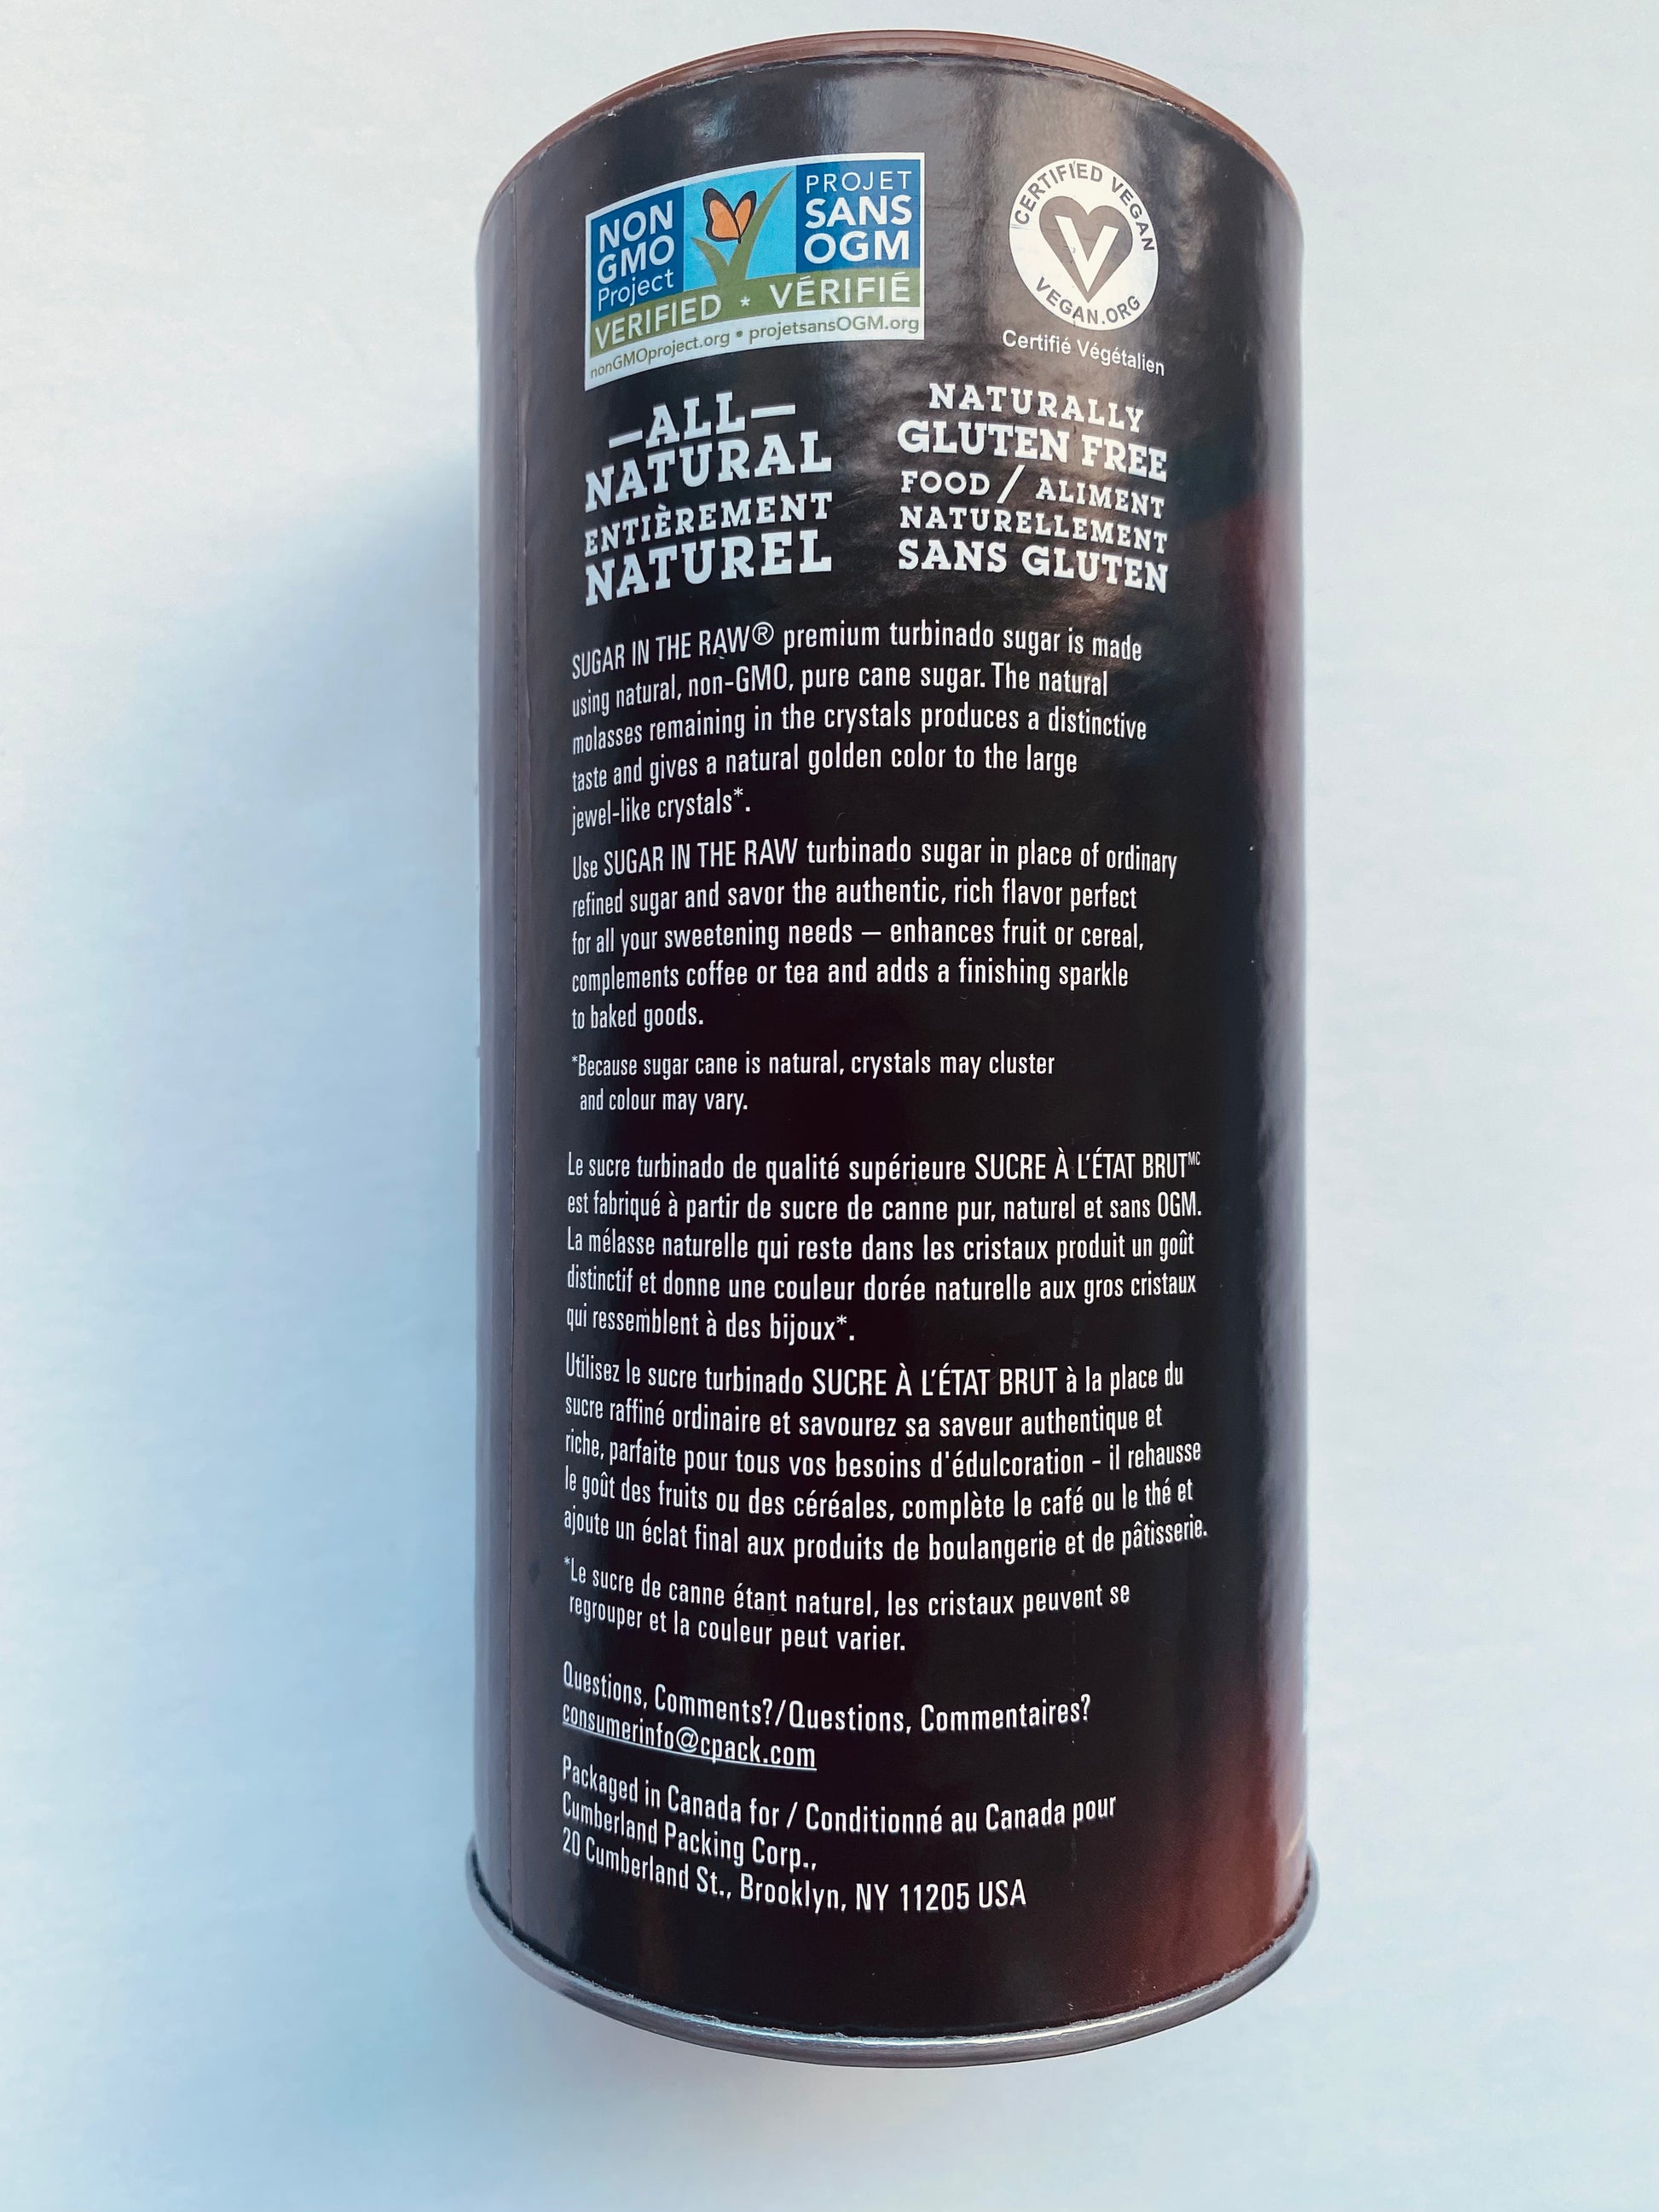 NON
GMO
Project
VERIFIED * VÉRIFIÉ
PROJET
SANS
OGM
nonGMOproject.org • projetsansOGM.org
CERTIFIED VEGAN
V
VEGAN.ORG
Certifié Végétalien
—ALL—
NATURAL
ENTIÈREMENT
NATUREL
NATURALLY
GLUTEN FREE
FOOD / ALIMENT
NATURELLEMENT
SANS GLUTEN
SUGAR IN THE RAW® premium turbinado sugar is made
using natural, non-GMO, pure cane sugar. The natural
molasses remaining in the crystals produces a distinctive
taste and gives a natural golden color to the large
jewel-like crystals*.
Use SUGAR IN THE RAW turbinado sugar in place of ordinary
refined sugar and savor the authentic, rich flavor perfect
for all your sweetening needs – enhances fruit or cereal,
complements coffee or tea and adds a finishing sparkle
to baked goods.
*Because sugar cane is natural, crystals may cluster
and colour may vary.
Le sucre turbinado de qualité supérieure SUCRE À L'ÉTAT BRUT MC
est fabriqué à partir de sucre de canne pur, naturel et sans OGM.
La mélasse naturelle qui reste dans les cristaux produit un goût
distinctif et donne une couleur dorée naturelle aux gros cristaux
qui ressemblent à des bijoux*.
Utilisez le sucre turbinado SUCRE À L'ÉTAT BRUT à la place du
sucre raffiné ordinaire et savourez sa saveur authentique et
riche, parfaite pour tous vos besoins d'édulcoration - il rehausse
le goût des fruits ou des céréales, complète le café ou le thé et
ajoute un éclat final aux produits de boulangerie et de pâtisserie.
*Le sucre de canne étant naturel, les cristaux peuvent se
regrouper et la couleur peut varier.
Questions, Comments?/Questions, Commentaires?
consumerinfo@cpack.com
Packaged in Canada for / Conditionné au Canada pour
Cumberland Packing Corp.,
20 Cumberland St., Brooklyn, NY 11205 USA